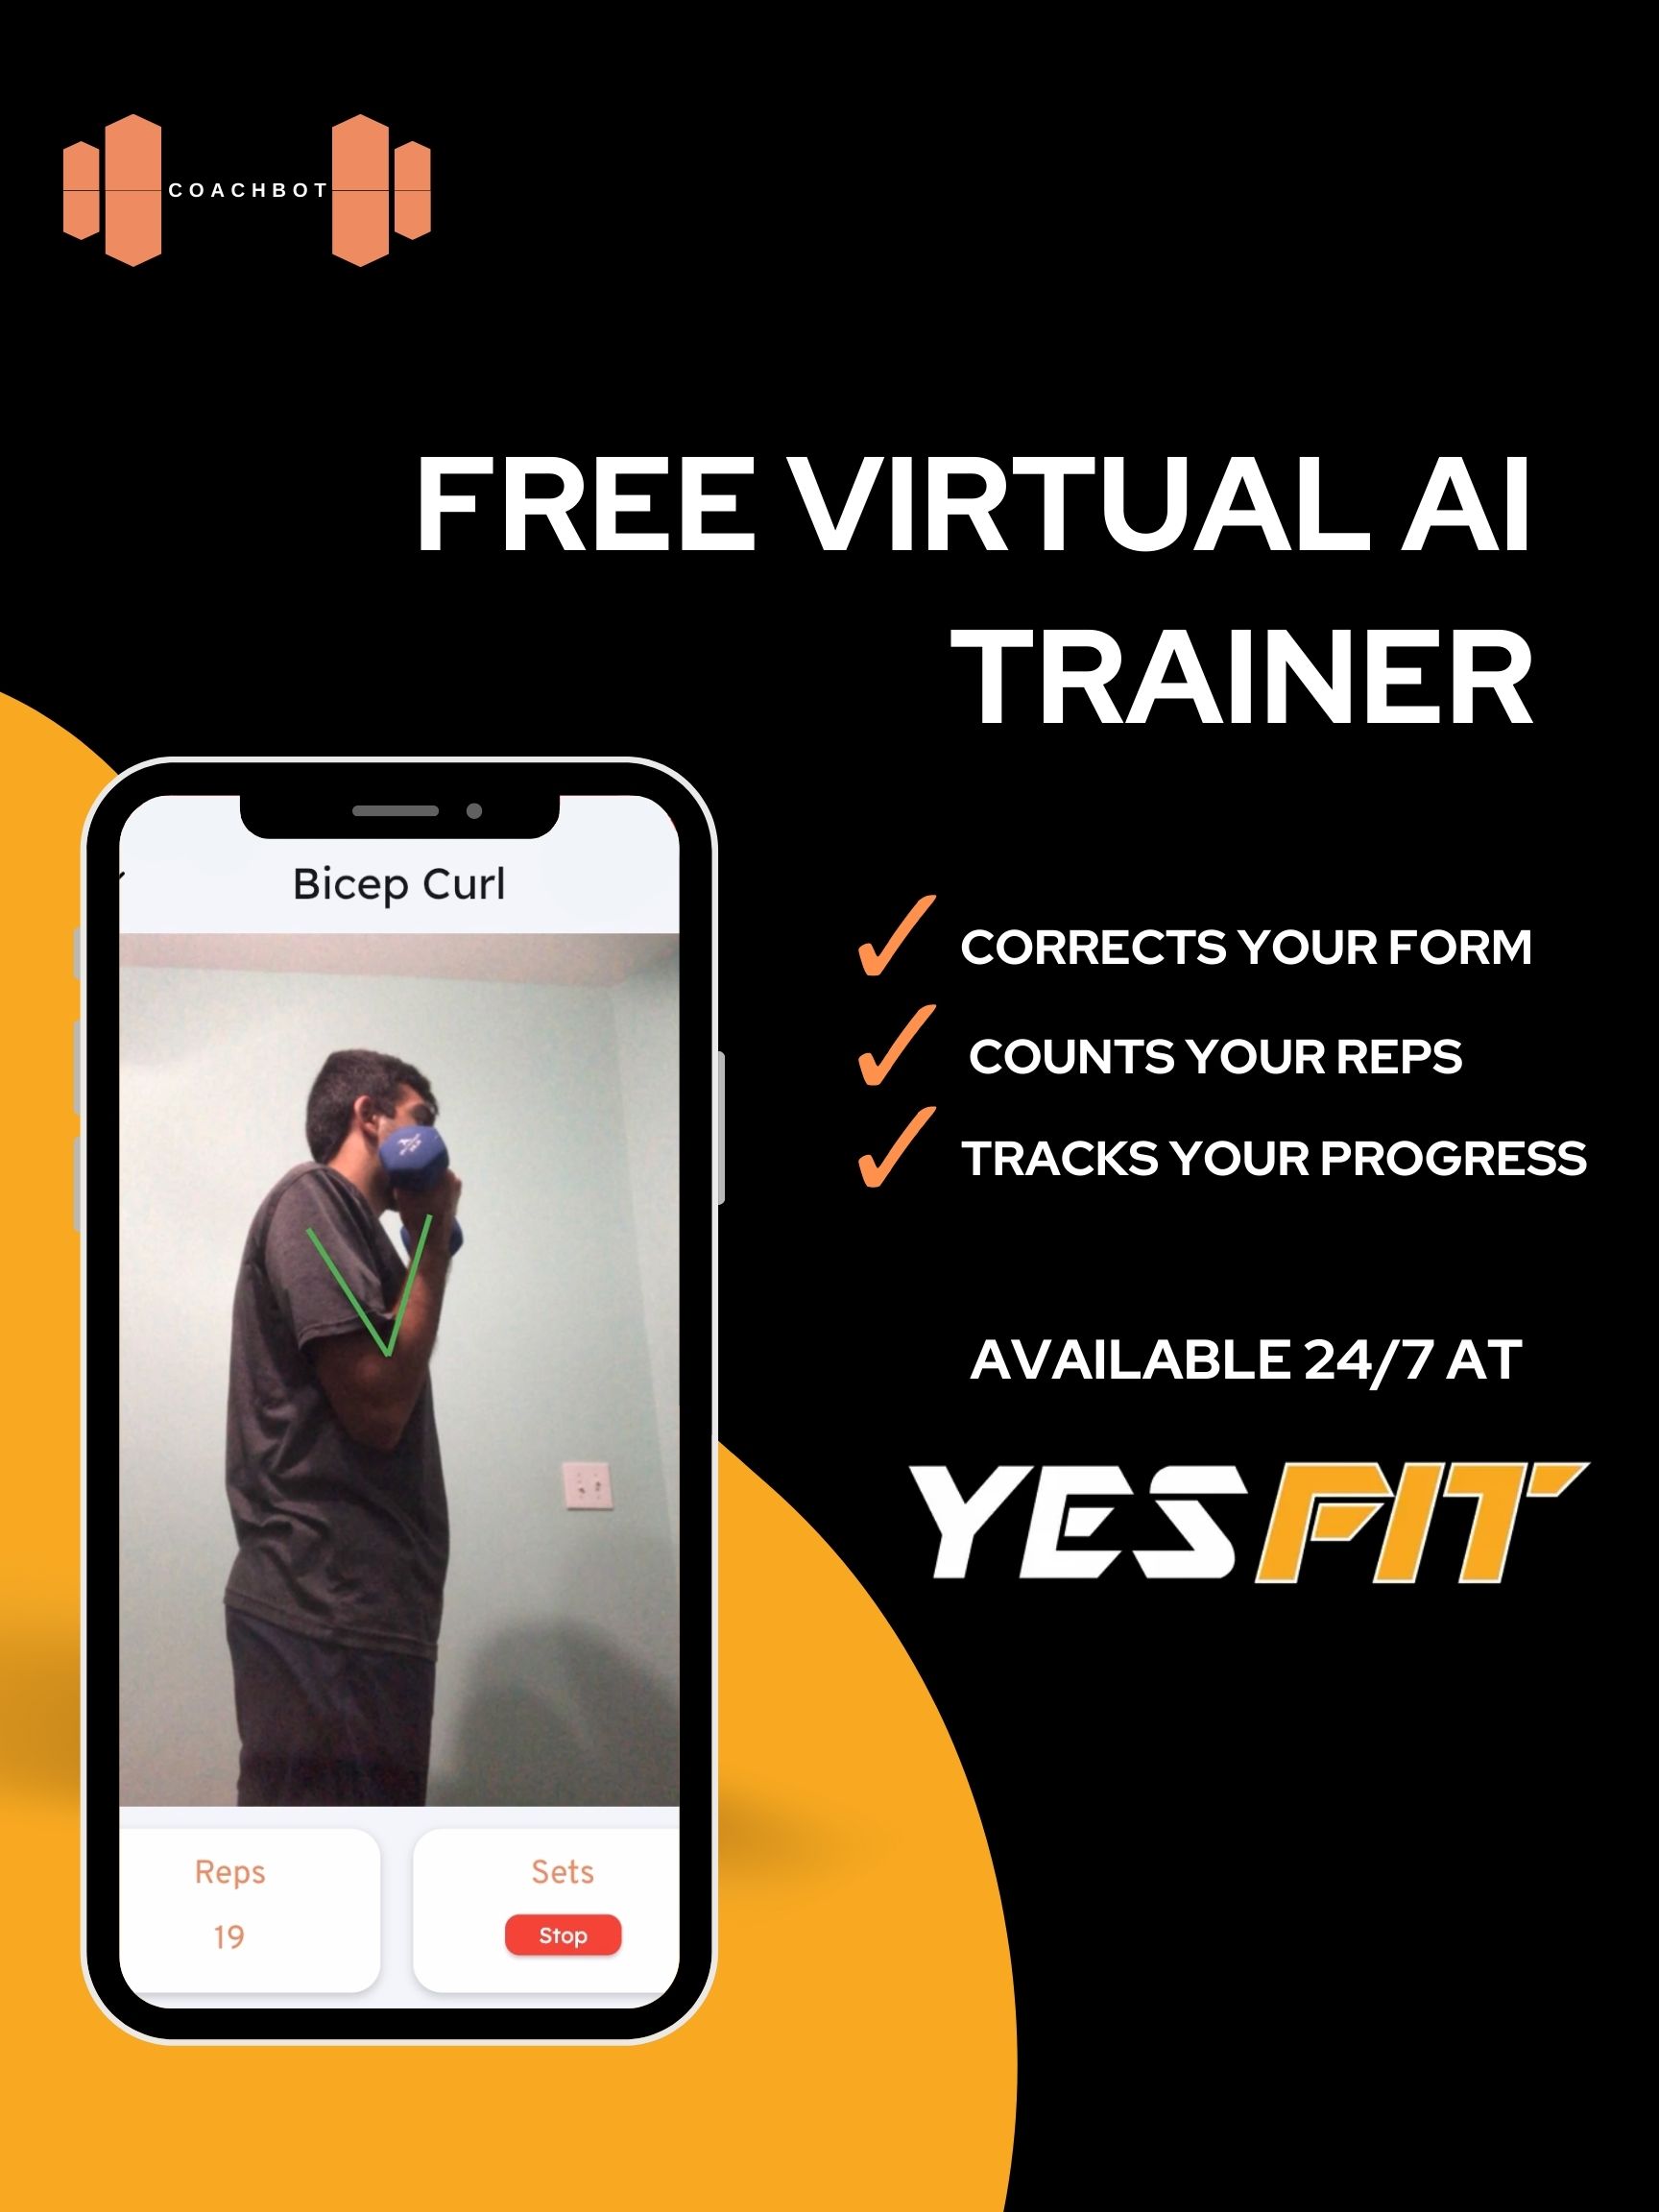 COACHBOT
FREE VIRTUAL AI
TRAINER
Bicep Curl
CORRECTS YOUR FORM
COUNTS YOUR REPS
TRACKS YOUR PROGRESS
AVAILABLE 24/7 AT
YESFIT
Reps
Sets
19
Stop